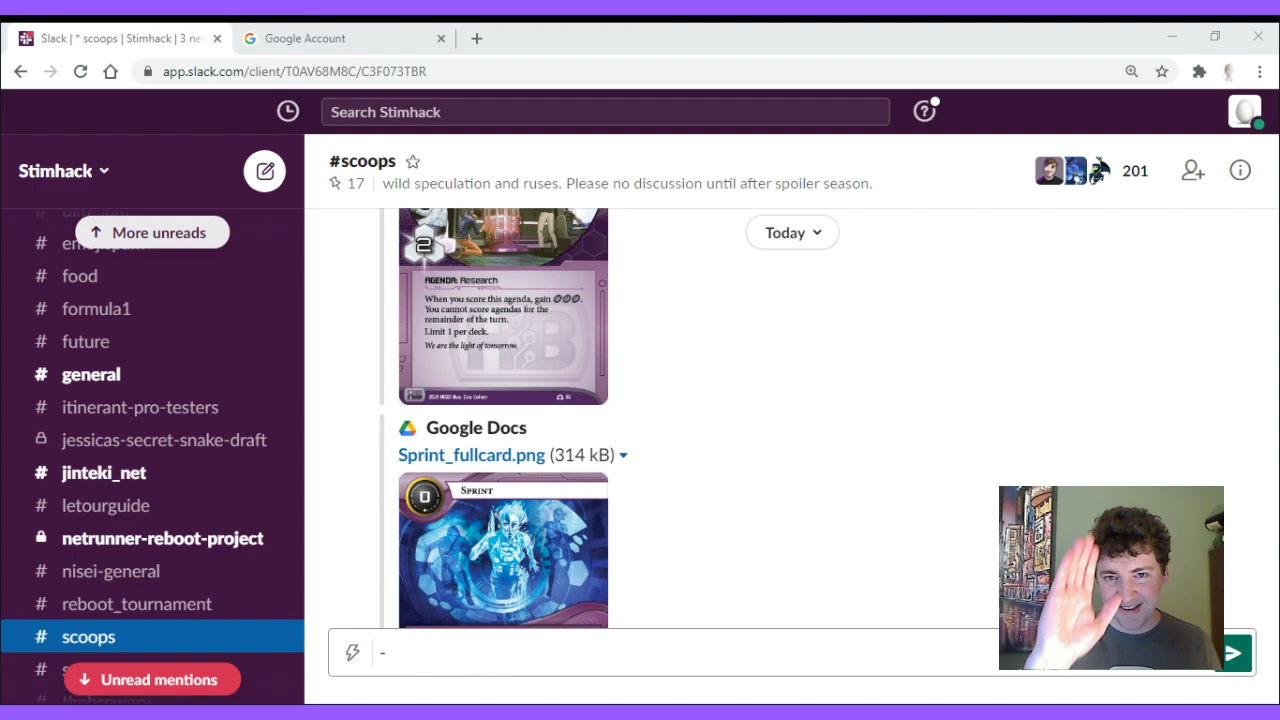 Slack | * scoops | Stimhack | 3 ne
Google Account
app.slack.com/client/T0AV68M8C/C3F073TBR
Search Stimhack
Stimhack
#scoops
17
wild speculation and ruses. Please no discussion until after spoiler season.
201
More unreads
# food
# formula1
# future
# general
# itinerant-pro-testers
jessicas-secret-snake-draft
# jinteki_net
# letourguide
netrunner-reboot-project
# nisei-general
# reboot_tournament
# scoops
Unread mentions
Today
2
AGENDA: Research
When you score this agenda, gain
You cannot score agendas for the
remainder of the turn.
Limit 1 per deck.
We are the light of tomorrow.
Google Docs
Sprint_fullcard.png (314 kB)
0
SPRINT
-